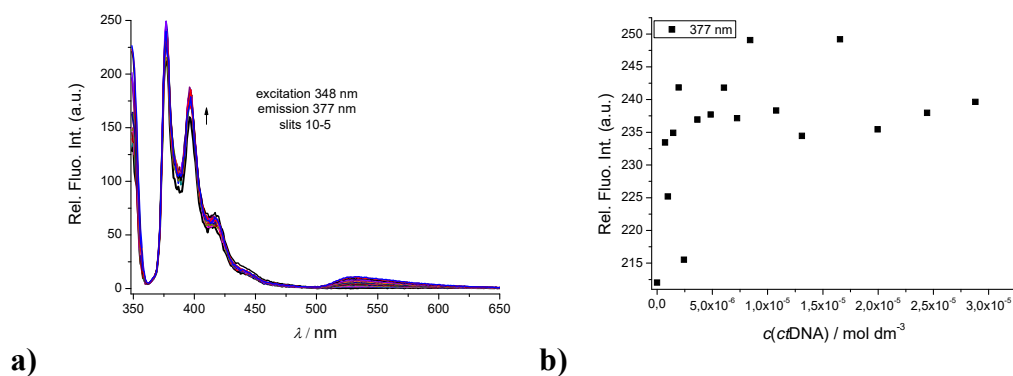 250
200
150
100
50
0
Rel. Fluo. Int. (a.u.)
excitation 348 nm
emission 377 nm
slits 10-5
350 400 450 500 550 600 650
λ / nm
a)
377 nm
250
245
240
235
230
225
220
215
Rel. Fluo. Int. (a.u.)
0,0 5,0x10⁻⁶ 1,0x10⁻⁵ 1,5x10⁻⁵ 2,0x10⁻⁵ 2,5x10⁻⁵ 3,0x10⁻⁵
c(ctDNA) / mol dm⁻³
b)